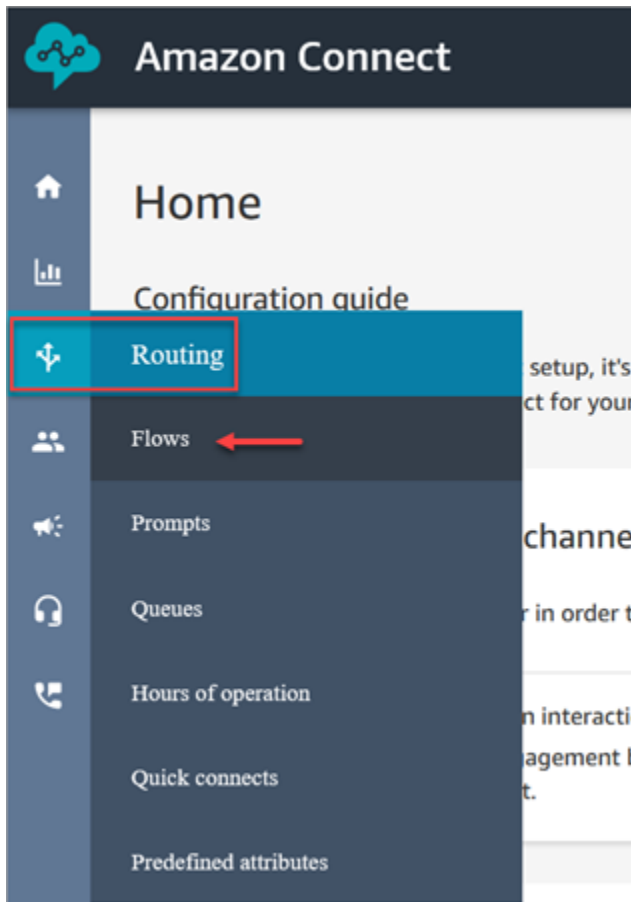 Amazon Connect
Home
Configuration guide
Routing
setup, it's
ct for your
Flows
Prompts
channe
Queues
r in order t
Hours of operation
n interacti
agement b
Quick connects
t.
Predefined attributes